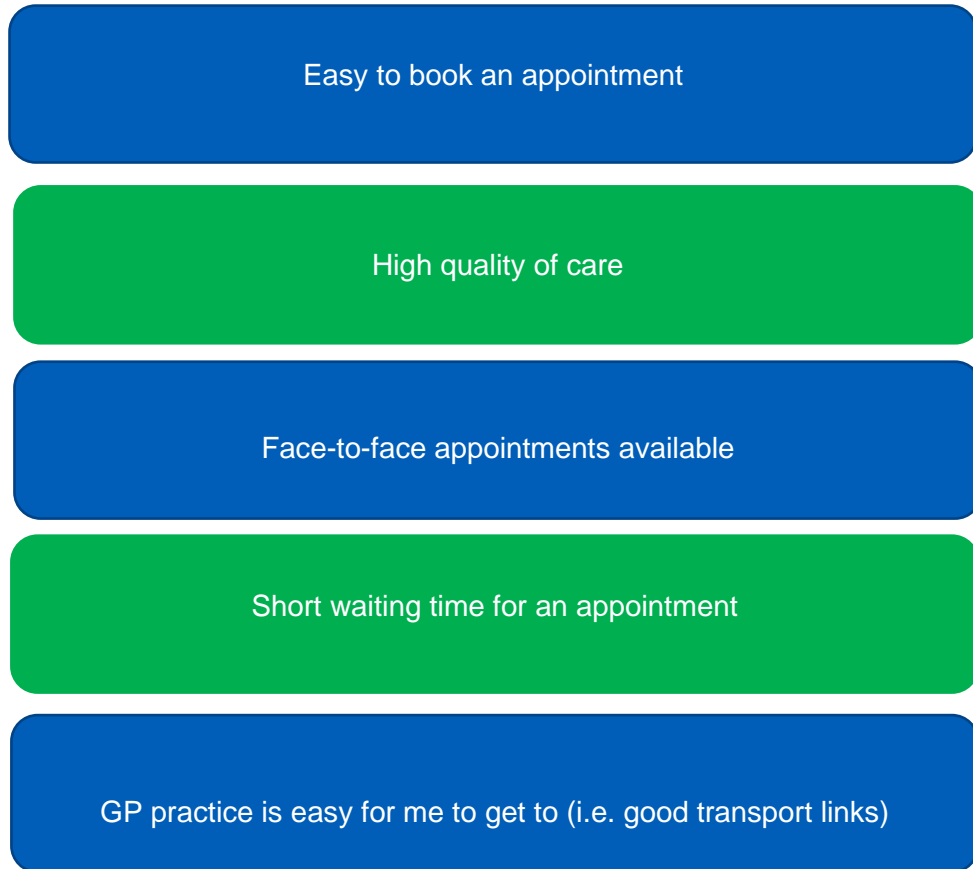 Easy to book an appointment
High quality of care
Face-to-face appointments available
Short waiting time for an appointment
GP practice is easy for me to get to (i.e. good transport links)